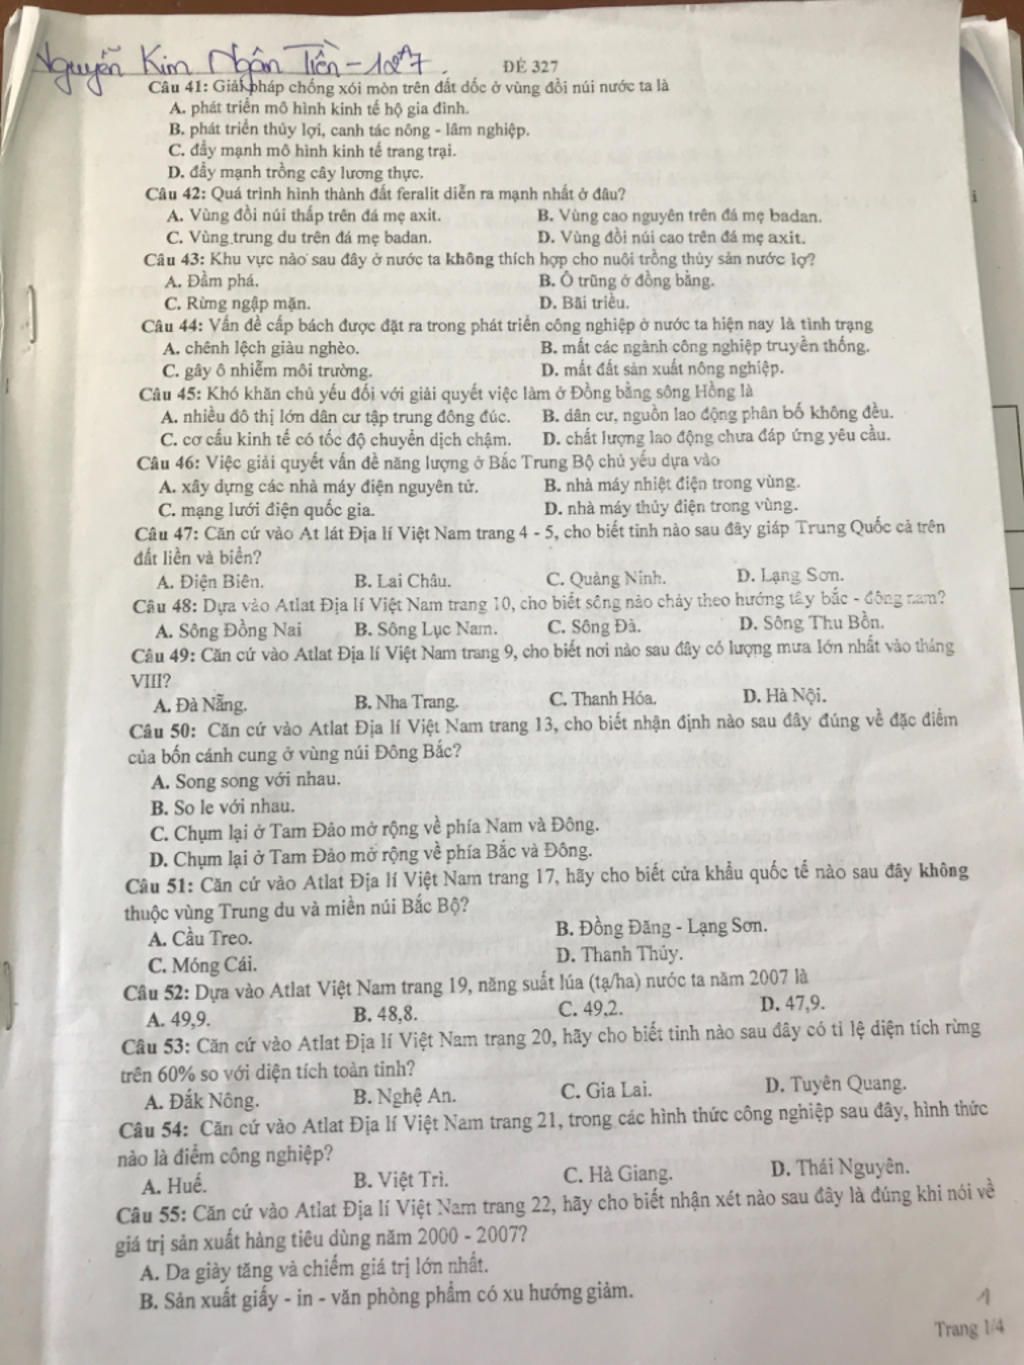 Nguyễn Kim Ngân Tiền - 12A7
ĐỀ 327
Câu 41: Giải pháp chống xói mòn trên đất dốc ở vùng đồi núi nước ta là
A. phát triển mô hình kinh tế hộ gia đình.
B. phát triển thủy lợi, canh tác nông - lâm nghiệp.
C. đẩy mạnh mô hình kinh tế trang trại.
D. đẩy mạnh trồng cây lương thực.
Câu 42: Quá trình hình thành đất feralit diễn ra mạnh nhất ở đâu?
A. Vùng đồi núi thấp trên đá mẹ axit. B. Vùng cao nguyên trên đá mẹ badan.
C. Vùng trung du trên đá mẹ badan. D. Vùng đồi núi cao trên đá mẹ axit.
Câu 43: Khu vực nào sau đây ở nước ta không thích hợp cho nuôi trồng thủy sản nước lợ?
A. Đầm phá. B. Ô trũng ở đồng bằng.
C. Rừng ngập mặn. D. Bãi triều.
Câu 44: Vấn đề cấp bách được đặt ra trong phát triển công nghiệp ở nước ta hiện nay là tình trạng
A. chênh lệch giàu nghèo. B. mất các ngành công nghiệp truyền thống.
C. gây ô nhiễm môi trường. D. mất đất sản xuất nông nghiệp.
Câu 45: Khó khăn chủ yếu đối với giải quyết việc làm ở Đồng bằng sông Hồng là
A. nhiều đô thị lớn dân cư tập trung đông đúc. B. dân cư, nguồn lao động phân bố không đều.
C. cơ cấu kinh tế có tốc độ chuyển dịch chậm. D. chất lượng lao động chưa đáp ứng yêu cầu.
Câu 46: Việc giải quyết vấn đề năng lượng ở Bắc Trung Bộ chủ yếu dựa vào
A. xây dựng các nhà máy điện nguyên tử. B. nhà máy nhiệt điện trong vùng.
C. mạng lưới điện quốc gia. D. nhà máy thủy điện trong vùng.
Câu 47: Căn cứ vào At lát Địa lí Việt Nam trang 4 - 5, cho biết tỉnh nào sau đây giáp Trung Quốc cả trên
đất liền và biển?
A. Điện Biên. B. Lai Châu. C. Quảng Ninh. D. Lạng Sơn.
Câu 48: Dựa vào Atlat Địa lí Việt Nam trang 10, cho biết sông nào chảy theo hướng tây bắc - đông nam?
A. Sông Đồng Nai B. Sông Lục Nam. C. Sông Đà. D. Sông Thu Bồn.
Câu 49: Căn cứ vào Atlat Địa lí Việt Nam trang 9, cho biết nơi nào sau đây có lượng mưa lớn nhất vào tháng
VIII?
A. Đà Nẵng. B. Nha Trang. C. Thanh Hóa. D. Hà Nội.
Câu 50: Căn cứ vào Atlat Địa lí Việt Nam trang 13, cho biết nhận định nào sau đây đúng về đặc điểm
của bốn cánh cung ở vùng núi Đông Bắc?
A. Song song với nhau.
B. So le với nhau.
C. Chụm lại ở Tam Đảo mở rộng về phía Nam và Đông.
D. Chụm lại ở Tam Đảo mở rộng về phía Bắc và Đông.
Câu 51: Căn cứ vào Atlat Địa lí Việt Nam trang 17, hãy cho biết cửa khẩu quốc tế nào sau đây không
thuộc vùng Trung du và miền núi Bắc Bộ?
A. Cầu Treo. B. Đồng Đăng - Lạng Sơn.
C. Móng Cái. D. Thanh Thủy.
Câu 52: Dựa vào Atlat Việt Nam trang 19, năng suất lúa (tạ/ha) nước ta năm 2007 là
A. 49,9. B. 48,8. C. 49,2. D. 47,9.
Câu 53: Căn cứ vào Atlat Địa lí Việt Nam trang 20, hãy cho biết tỉnh nào sau đây có tỉ lệ diện tích rừng
trên 60% so với diện tích toàn tỉnh?
A. Đắk Nông. B. Nghệ An. C. Gia Lai. D. Tuyên Quang.
Câu 54: Căn cứ vào Atlat Địa lí Việt Nam trang 21, trong các hình thức công nghiệp sau đây, hình thức
nào là điểm công nghiệp?
A. Huế. B. Việt Trì. C. Hà Giang. D. Thái Nguyên.
Câu 55: Căn cứ vào Atlat Địa lí Việt Nam trang 22, hãy cho biết nhận xét nào sau đây là đúng khi nói về
giá trị sản xuất hàng tiêu dùng năm 2000 - 2007?
A. Da giày tăng và chiếm giá trị lớn nhất.
B. Sản xuất giấy - in - văn phòng phẩm có xu hướng giảm.
1
Trang 1/4